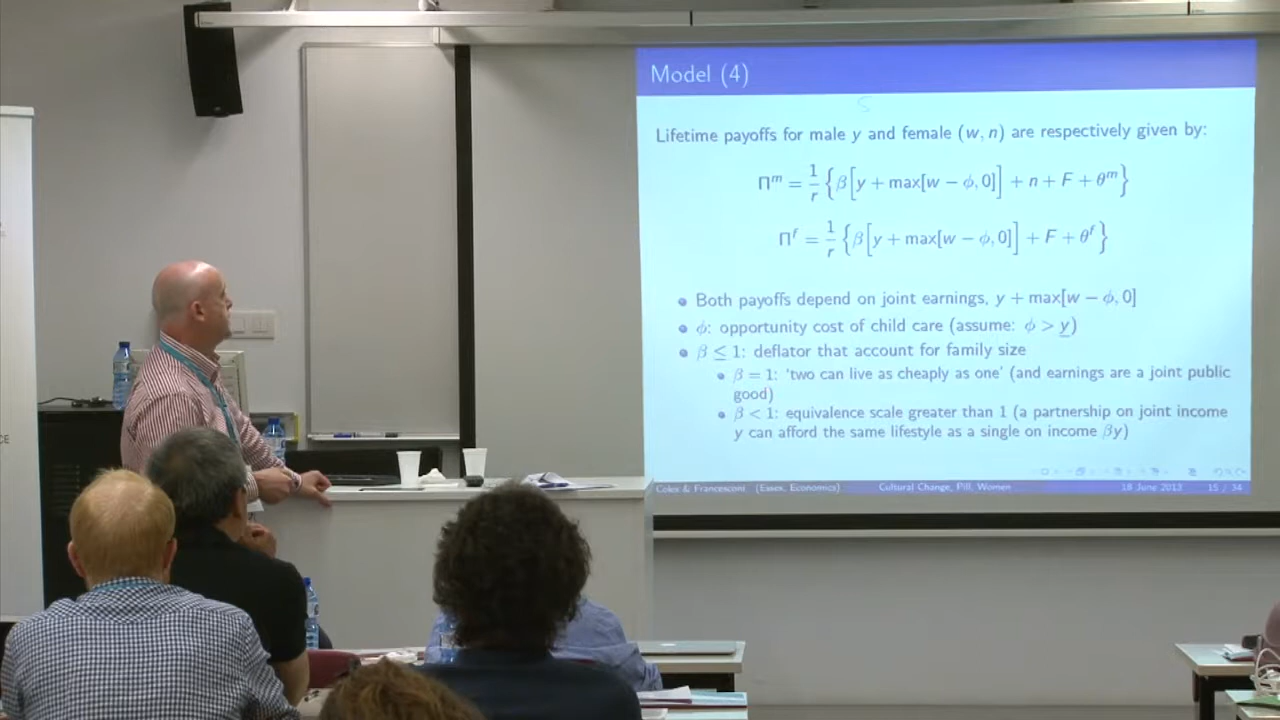 Model (4)
Lifetime payoffs for male y and female (w, n) are respectively given by:
Πᵐ = 1/r {β[y + max[w − ϕ, 0]] + n + F + θᵐ}
Πᶠ = 1/r {β[y + max[w − ϕ, 0]] + F + θᶠ}
Both payoffs depend on joint earnings, y + max[w − ϕ, 0]
ϕ: opportunity cost of child care (assume: ϕ > y̲)
β ≤ 1: deflator that account for family size
β = 1: 'two can live as cheaply as one' (and earnings are a joint public
good)
β < 1: equivalence scale greater than 1 (a partnership on joint income
y can afford the same lifestyle as a single on income βy)
Coles & Francesconi (Essex, Economics) Cultural Change, Pill, Women 18 June 2013 15 / 34